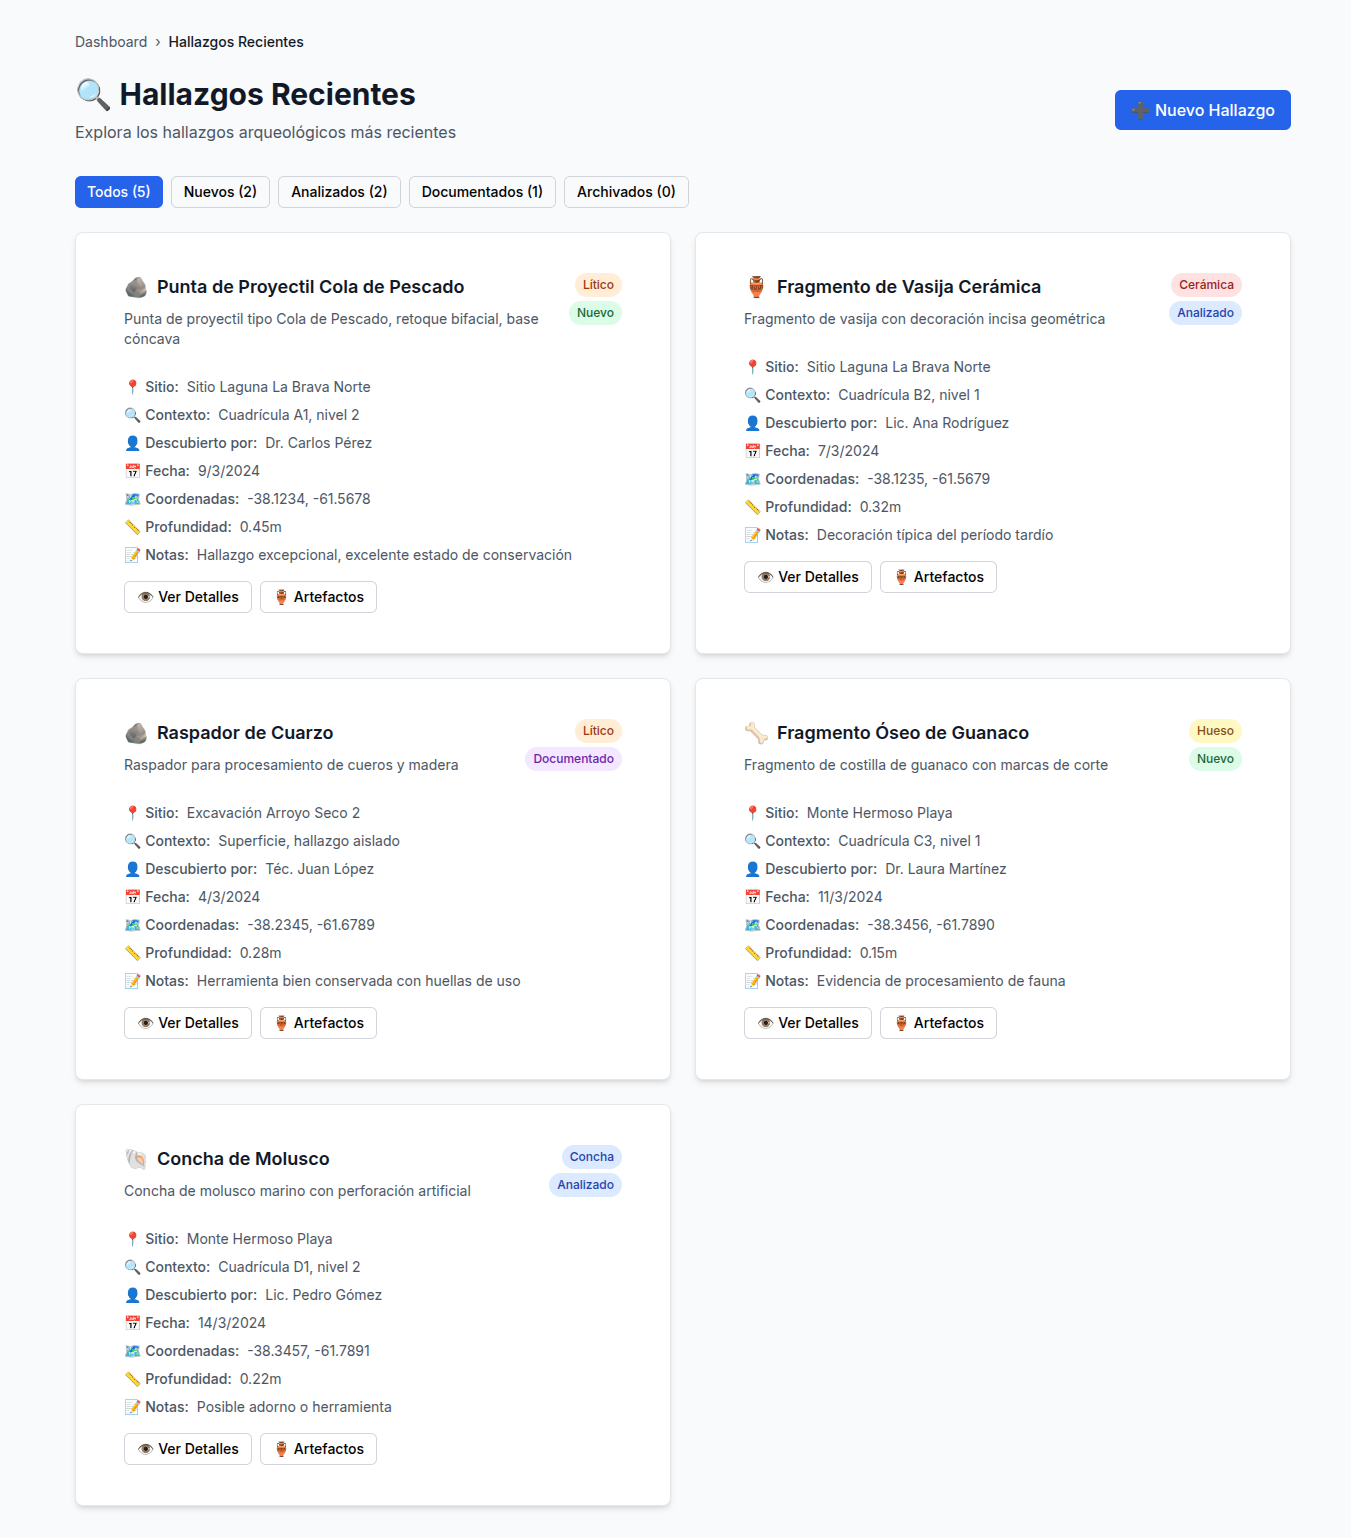 Dashboard › Hallazgos Recientes
🔍 Hallazgos Recientes
Explora los hallazgos arqueológicos más recientes
➕ Nuevo Hallazgo
Todos (5)
Nuevos (2)
Analizados (2)
Documentados (1)
Archivados (0)
Punta de Proyectil Cola de Pescado
Lítico
Nuevo
Punta de proyectil tipo Cola de Pescado, retoque bifacial, base
cóncava
Sitio: Sitio Laguna La Brava Norte
Contexto: Cuadrícula A1, nivel 2
Descubierto por: Dr. Carlos Pérez
Fecha: 9/3/2024
Coordenadas: -38.1234, -61.5678
Profundidad: 0.45m
Notas: Hallazgo excepcional, excelente estado de conservación
Ver Detalles
Artefactos
Fragmento de Vasija Cerámica
Cerámica
Analizado
Fragmento de vasija con decoración incisa geométrica
Sitio: Sitio Laguna La Brava Norte
Contexto: Cuadrícula B2, nivel 1
Descubierto por: Lic. Ana Rodríguez
Fecha: 7/3/2024
Coordenadas: -38.1235, -61.5679
Profundidad: 0.32m
Notas: Decoración típica del período tardío
Ver Detalles
Artefactos
Raspador de Cuarzo
Lítico
Documentado
Raspador para procesamiento de cueros y madera
Sitio: Excavación Arroyo Seco 2
Contexto: Superficie, hallazgo aislado
Descubierto por: Téc. Juan López
Fecha: 4/3/2024
Coordenadas: -38.2345, -61.6789
Profundidad: 0.28m
Notas: Herramienta bien conservada con huellas de uso
Ver Detalles
Artefactos
Fragmento Óseo de Guanaco
Hueso
Nuevo
Fragmento de costilla de guanaco con marcas de corte
Sitio: Monte Hermoso Playa
Contexto: Cuadrícula C3, nivel 1
Descubierto por: Dr. Laura Martínez
Fecha: 11/3/2024
Coordenadas: -38.3456, -61.7890
Profundidad: 0.15m
Notas: Evidencia de procesamiento de fauna
Ver Detalles
Artefactos
Concha de Molusco
Concha
Analizado
Concha de molusco marino con perforación artificial
Sitio: Monte Hermoso Playa
Contexto: Cuadrícula D1, nivel 2
Descubierto por: Lic. Pedro Gómez
Fecha: 14/3/2024
Coordenadas: -38.3457, -61.7891
Profundidad: 0.22m
Notas: Posible adorno o herramienta
Ver Detalles
Artefactos